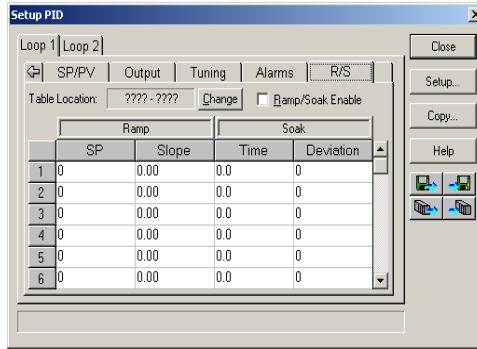 Setup PID
Loop 1 Loop 2
Close
SP/PV Output Tuning Alarms R/S
Setup...
Table Location: ???? - ???? Change Ramp/Soak Enable
Copy...
Ramp Soak
Help
SP Slope Time Deviation
1 0 0.00 0.0 0
2 0 0.00 0.0 0
3 0 0.00 0.0 0
4 0 0.00 0.0 0
5 0 0.00 0.0 0
6 0 0.00 0.0 0